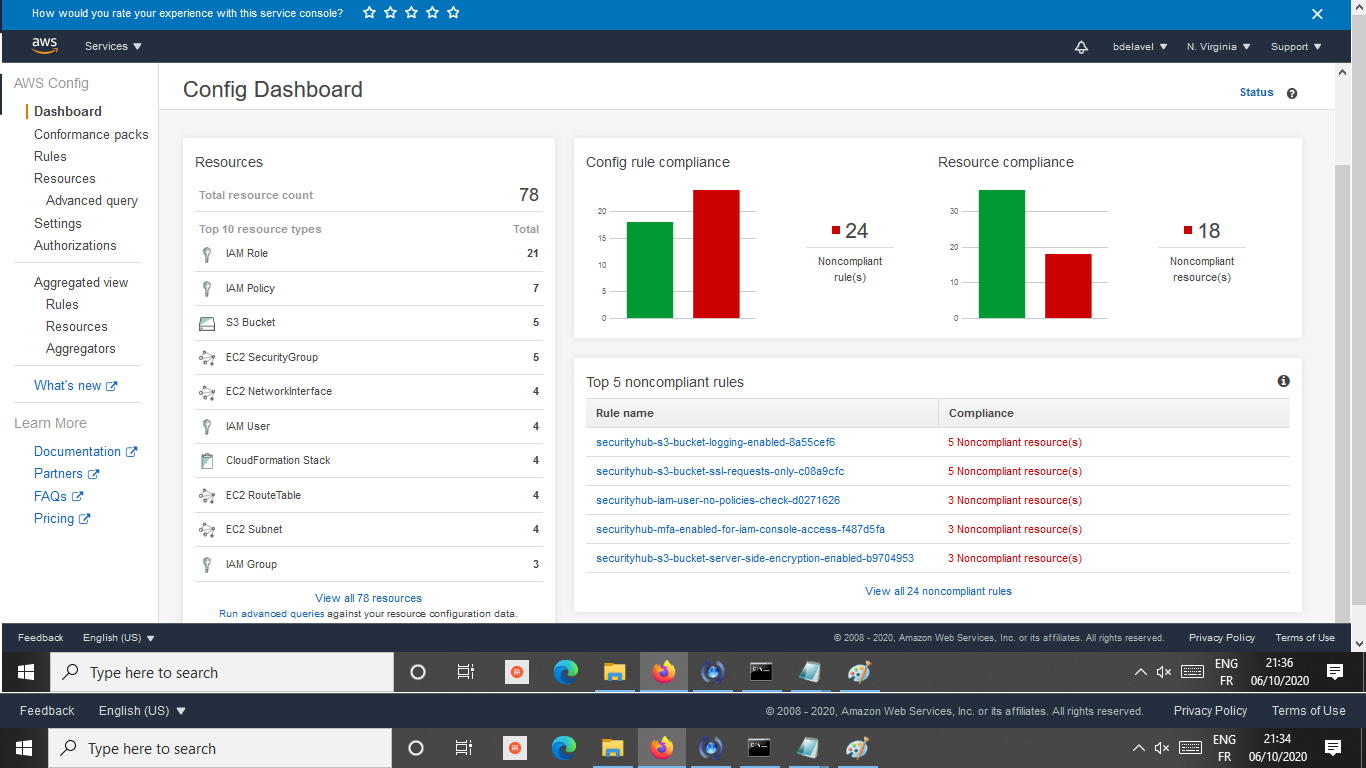 How would you rate your experience with this service console?
aws Services bdelavel N. Virginia Support
AWS Config
Dashboard
Conformance packs
Rules
Resources
Advanced query
Settings
Authorizations
Aggregated view
Rules
Resources
Aggregators
What's new
Learn More
Documentation
Partners
FAQs
Pricing
Config Dashboard
Status
Resources
Total resource count 78
Top 10 resource types Total
IAM Role 21
IAM Policy 7
S3 Bucket 5
EC2 SecurityGroup 5
EC2 NetworkInterface 4
IAM User 4
CloudFormation Stack 4
EC2 RouteTable 4
EC2 Subnet 4
IAM Group 3
View all 78 resources
Run advanced queries against your resource configuration data.
Config rule compliance
20
15
10
5
0
24
Noncompliant
rule(s)
Resource compliance
30
20
10
0
18
Noncompliant
resource(s)
Top 5 noncompliant rules
Rule name Compliance
securityhub-s3-bucket-logging-enabled-8a55cef6 5 Noncompliant resource(s)
securityhub-s3-bucket-ssl-requests-only-c08a9cfc 5 Noncompliant resource(s)
securityhub-iam-user-no-policies-check-d0271626 3 Noncompliant resource(s)
securityhub-mfa-enabled-for-iam-console-access-f487d5fa 3 Noncompliant resource(s)
securityhub-s3-bucket-server-side-encryption-enabled-b9704953 3 Noncompliant resource(s)
View all 24 noncompliant rules
Feedback English (US) © 2008 - 2020, Amazon Web Services, Inc. or its affiliates. All rights reserved. Privacy Policy Terms of Use
Type here to search
ENG
FR
21:36
06/10/2020
Feedback English (US) © 2008 - 2020, Amazon Web Services, Inc. or its affiliates. All rights reserved. Privacy Policy Terms of Use
Type here to search
ENG
FR
21:34
06/10/2020